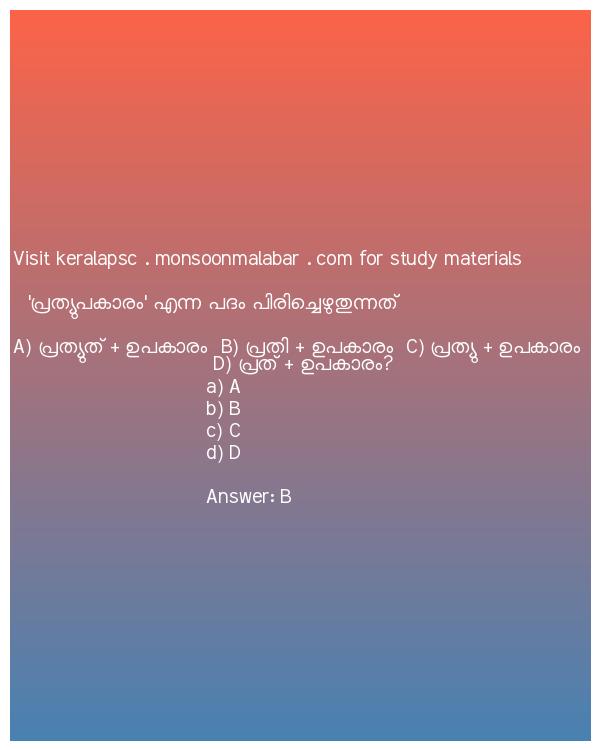 Visit keralapsc . monsoonmalabar . com for study materials
'പ്രത്യുപകാരം' എന്ന പദം പിരിച്ചെഴുതുന്നത്
A) പ്രത്യുത് + ഉപകാരം B) പ്രതി + ഉപകാരം C) പ്രത്യു + ഉപകാരം
D) പ്രത് + ഉപകാരം?
a) A
b) B
c) C
d) D
Answer: B